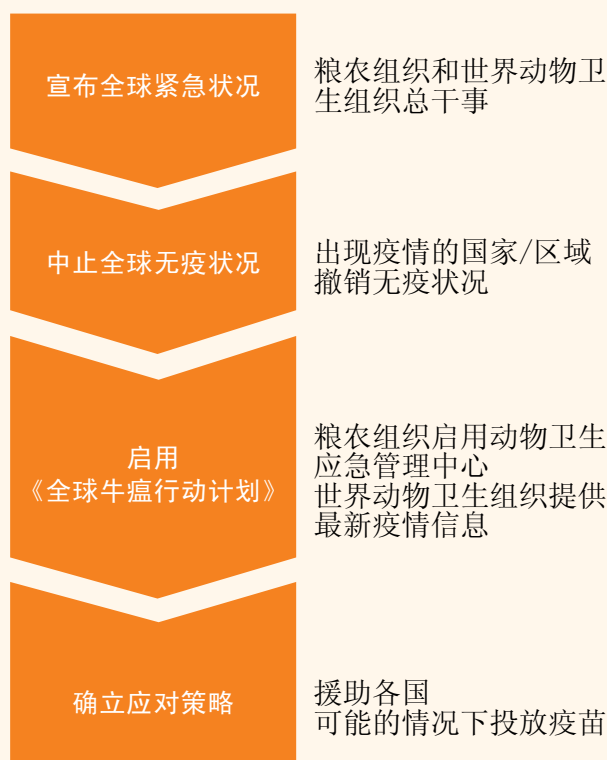 宣布全球紧急状况
粮农组织和世界动物卫
生组织总干事
中止全球无疫状况
出现疫情的国家/区域
撤销无疫状况
启用
《全球牛瘟行动计划》
粮农组织启用动物卫生
应急管理中心
世界动物卫生组织提供
最新疫情信息
确立应对策略
援助各国
可能的情况下投放疫苗